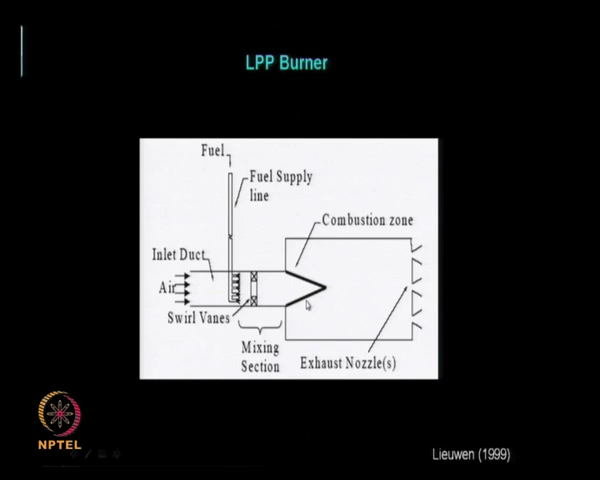 LPP Burner
Fuel
Fuel Supply
line
Combustion zone
Inlet Duct
Air
Swirl Vanes
Mixing
Section
Exhaust Nozzle(s)
NPTEL
Lieuwen (1999)